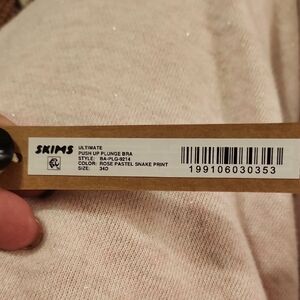 SKIMS
ULTIMATE
PUSH UP PLUNGE BRA
STYLE: BA-PLG-9214
COLOR: ROSE PASTEL SNAKE PRINT
SIZE: 34D
199106030353